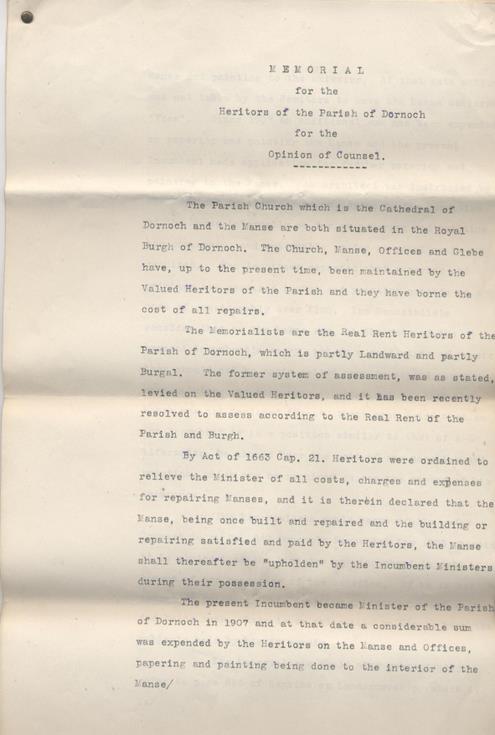 MEMORIAL
for the
Heritors of the Parish of Dornoch
for the
Opinion of Counsel.
The Parish Church which is the Cathedral of
Dornoch and the Manse are both situated in the Royal
Burgh of Dornoch. The Church, Manse, Offices and Glebe
have, up to the present time, been maintained by the
Valued Heritors of the Parish and they have borne the
cost of all repairs.
The Memorialists are the Real Rent Heritors of the
Parish of Dornoch, which is partly Landward and partly
Burgal. The former system of assessment, was as stated,
levied on the Valued Heritors, and it has been recently
resolved to assess according to the Real Rent of the
Parish and Burgh.
By Act of 1663 Cap. 21. Heritors were ordained to
relieve the Minister of all costs, charges and expenses
for repairing Manses, and it is therein declared that the
Manse, being once built and repaired and the building or
repairing satisfied and paid by the Heritors, the Manse
shall thereafter be "upholden" by the Incumbent Ministers
during their possession.
The present Incumbent became Minister of the Parish
of Dornoch in 1907 and at that date a considerable sum
was expended by the Heritors on the Manse and Offices,
papering and painting being done to the interior of the
Manse/